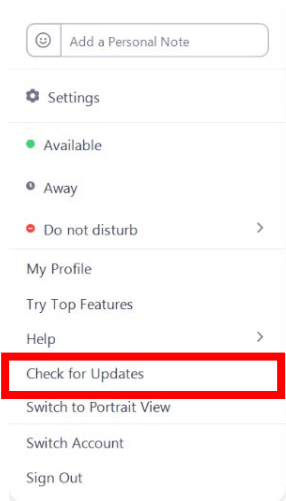 Add a Personal Note
Settings
Available
Away
Do not disturb
My Profile
Try Top Features
Help
Check for Updates
Switch to Portrait View
Switch Account
Sign Out